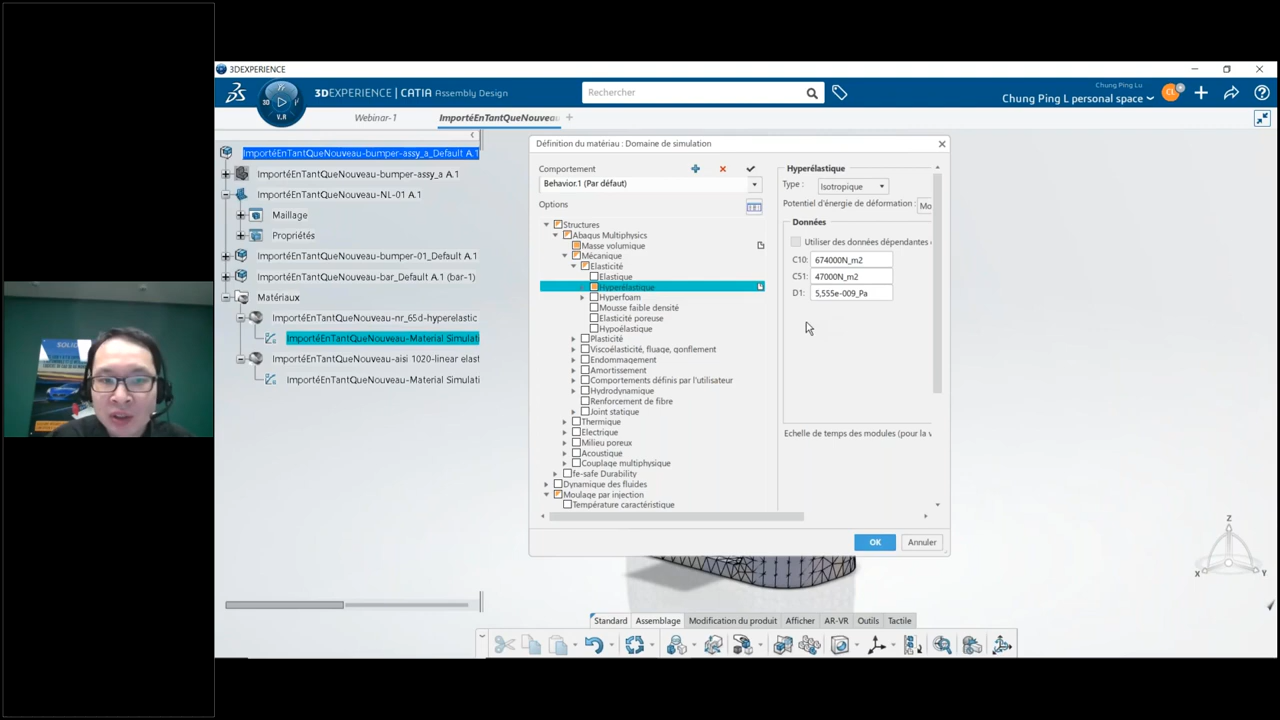 3DEXPERIENCE
3DEXPERIENCE | CATIA Assembly Design
Rechercher
Chung Ping Lu
Chung Ping L personal space
3D
V.R
CL
Webinar-1
ImportéEnTantQueNouveau
ImportéEnTantQueNouveau-bumper-assy_a_Default A.1
ImportéEnTantQueNouveau-bumper-assy_a A.1
ImportéEnTantQueNouveau-NL-01 A.1
Maillage
Propriétés
ImportéEnTantQueNouveau-bumper-01_Default A.1
ImportéEnTantQueNouveau-bar_Default A.1 (bar-1)
Matériaux
ImportéEnTantQueNouveau-nr_65d-hyperelastic
ImportéEnTantQueNouveau-Material Simulati
ImportéEnTantQueNouveau-aisi 1020-linear elast
ImportéEnTantQueNouveau-Material Simulati
Définition du matériau : Domaine de simulation
Comportement
Behavior.1 (Par défaut)
Options
Structures
Abaqus Multiphysics
Masse volumique
Mécanique
Elasticité
Elastique
Hyperélastique
Hyperfoam
Mousse faible densité
Elasticité poreuse
Hypoélastique
Plasticité
Viscoélasticité, fluage, gonflement
Endommagement
Amortissement
Comportements définis par l'utilisateur
Hydrodynamique
Renforcement de fibre
Joint statique
Thermique
Electrique
Milieu poreux
Acoustique
Couplage multiphysique
fe-safe Durability
Dynamique des fluides
Moulage par injection
Température caractéristique
Hyperélastique
Type : Isotropique
Potentiel d'énergie de déformation : Mo
Données
Utiliser des données dépendantes
C10: 674000N_m2
C51: 47000N_m2
D1: 5,555e-009_Pa
Echelle de temps des modules (pour la v
OK
Annuler
Z
X
Y
Standard Assemblage Modification du produit Afficher AR-VR Outils Tactile